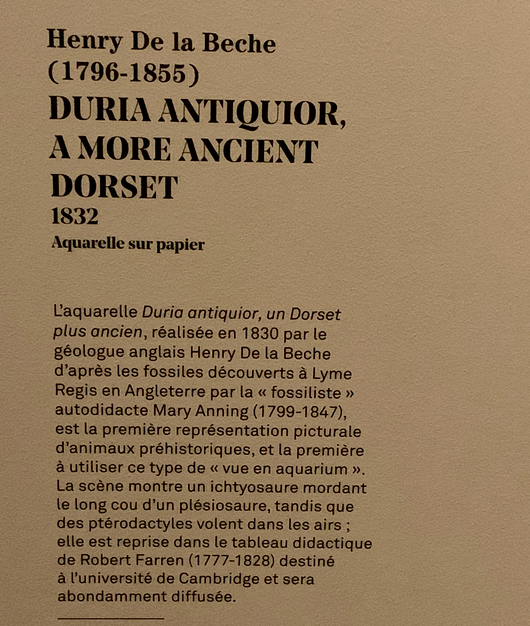 Henry De la Beche
(1796-1855)
DURIA ANTIQUIOR,
A MORE ANCIENT
DORSET
1832
Aquarelle sur papier
L'aquarelle Duria antiquior, un Dorset
plus ancien, réalisée en 1830 par le
géologue anglais Henry De la Beche
d'après les fossiles découverts à Lyme
Regis en Angleterre par la « fossiliste »
autodidacte Mary Anning (1799-1847),
est la première représentation picturale
d'animaux préhistoriques, et la première
à utiliser ce type de « vue en aquarium ».
La scène montre un ichtyosaure mordant
le long cou d'un plésiosaure, tandis que
des ptérodactyles volent dans les airs ;
elle est reprise dans le tableau didactique
de Robert Farren (1777-1828) destiné
à l'université de Cambridge et sera
abondamment diffusée.